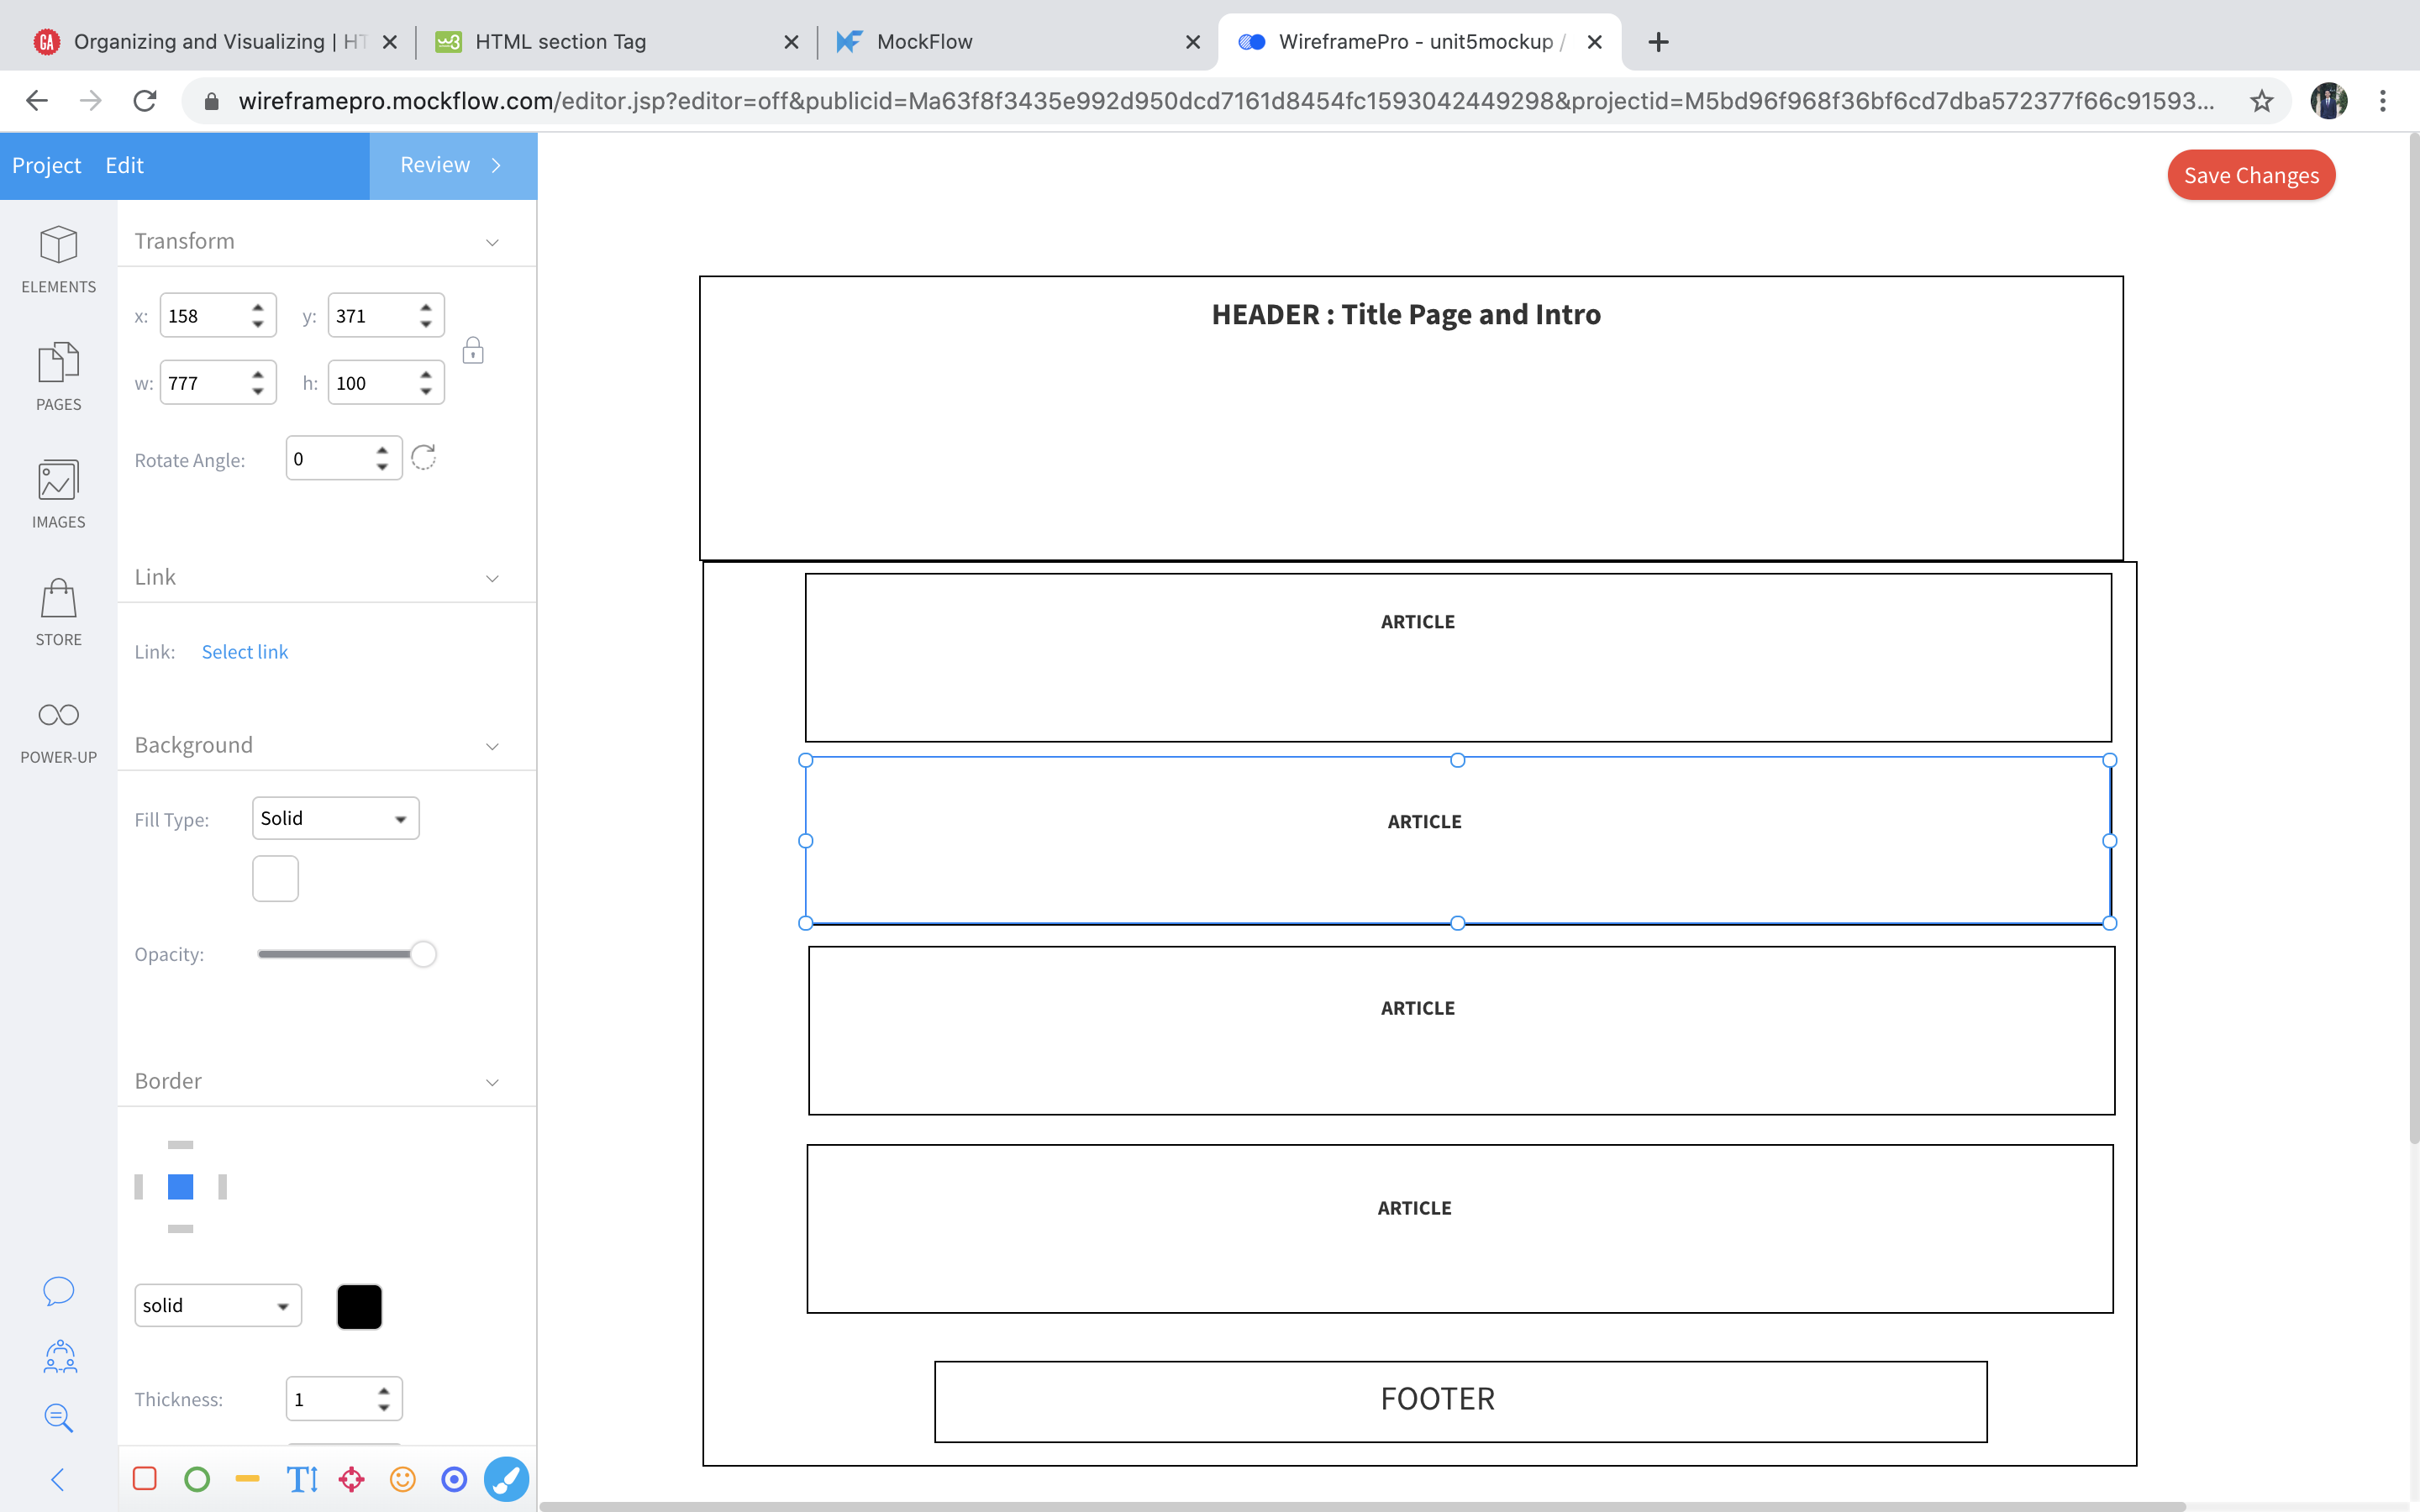 Organizing and Visualizing | HT
HTML section Tag
MockFlow
WireframePro - unit5mockup /
wireframepro.mockflow.com/editor.jsp?editor=off&publicid=Ma63f8f3435e992d950dcd7161d8454fc1593042449298&projectid=M5bd96f968f36bf6cd7dba572377f66c91593...
Project Edit Review
Save Changes
ELEMENTS
PAGES
IMAGES
STORE
POWER-UP
Transform
x: 158 y: 371
w: 777 h: 100
Rotate Angle: 0
Link
Link: Select link
Background
Fill Type: Solid
Opacity:
Border
solid
Thickness: 1
HEADER : Title Page and Intro
ARTICLE
ARTICLE
ARTICLE
ARTICLE
FOOTER